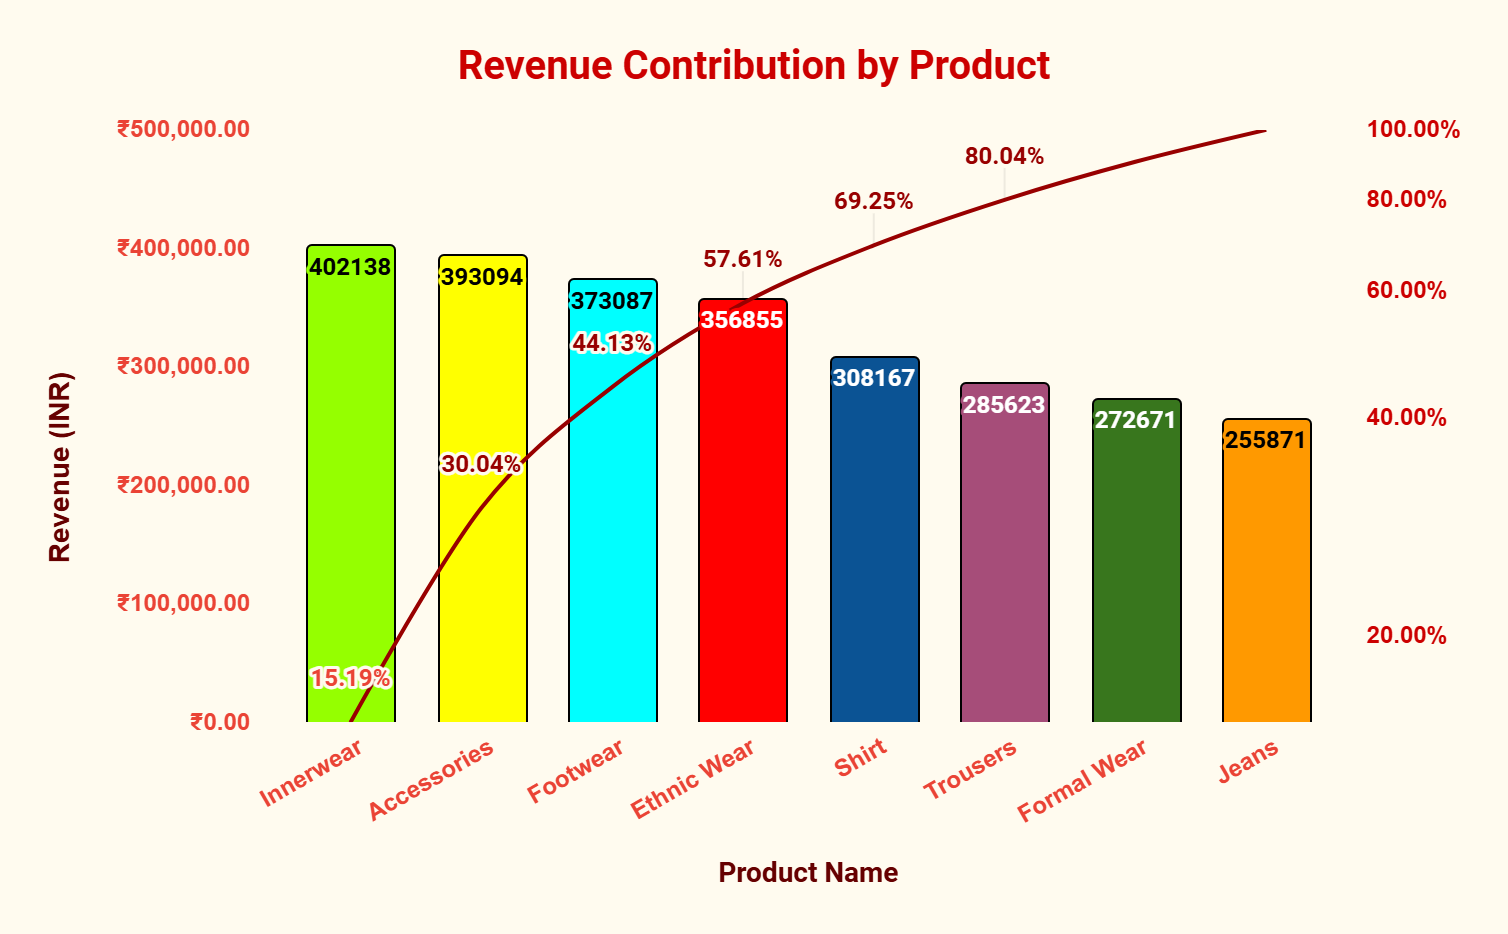 Revenue Contribution by Product
₹500,000.00
₹400,000.00
₹300,000.00
₹200,000.00
₹100,000.00
₹0.00
Revenue (INR)
100.00%
80.00%
60.00%
40.00%
20.00%
402138
393094
373087
356855
308167
285623
272671
255871
15.19%
30.04%
44.13%
57.61%
69.25%
80.04%
Innerwear
Accessories
Footwear
Ethnic Wear
Shirt
Trousers
Formal Wear
Jeans
Product Name